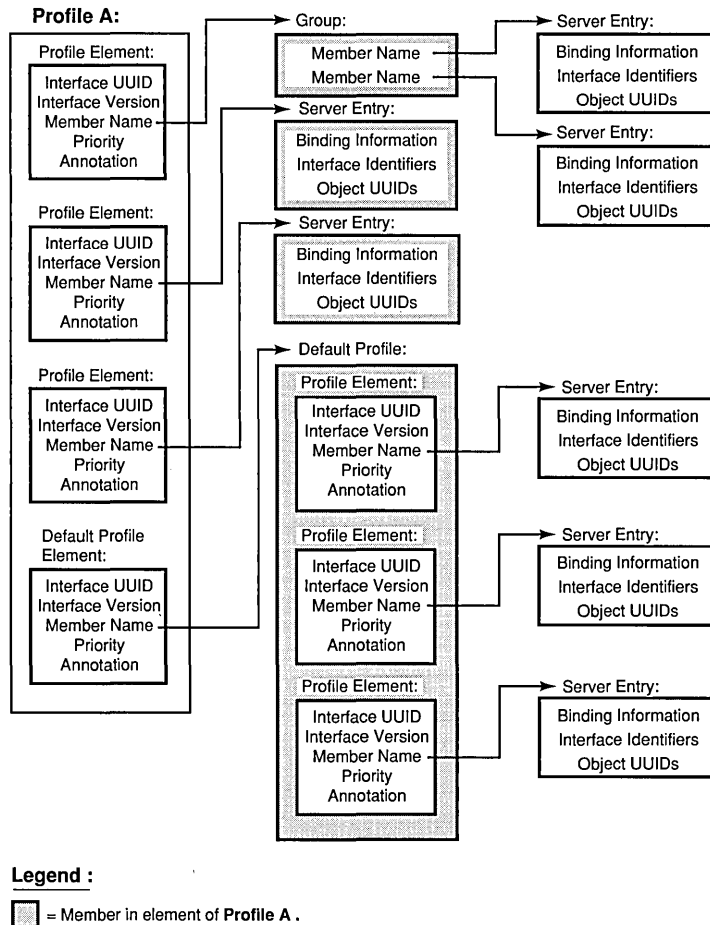 Profile A:
Profile Element:
Interface UUID
Interface Version
Member Name
Priority
Annotation
Profile Element:
Interface UUID
Interface Version
Member Name
Priority
Annotation
Profile Element:
Interface UUID
Interface Version
Member Name
Priority
Annotation
Default Profile
Element:
Interface UUID
Interface Version
Member Name
Priority
Annotation
Group:
Member Name
Member Name
Server Entry:
Binding Information
Interface Identifiers
Object UUIDs
Server Entry:
Binding Information
Interface Identifiers
Object UUIDs
Default Profile:
Profile Element:
Interface UUID
Interface Version
Member Name
Priority
Annotation
Profile Element:
Interface UUID
Interface Version
Member Name
Priority
Annotation
Profile Element:
Interface UUID
Interface Version
Member Name
Priority
Annotation
Server Entry:
Binding Information
Interface Identifiers
Object UUIDs
Server Entry:
Binding Information
Interface Identifiers
Object UUIDs
Server Entry:
Binding Information
Interface Identifiers
Object UUIDs
Server Entry:
Binding Information
Interface Identifiers
Object UUIDs
Server Entry:
Binding Information
Interface Identifiers
Object UUIDs
Legend :
= Member in element of Profile A .